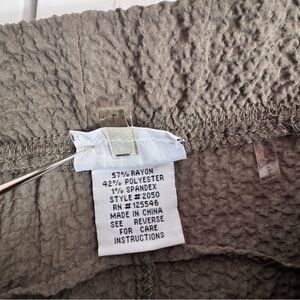 57% RAYON
42% POLYESTER
1% SPANDEX
STYLE # 2050
RN # 125546
MADE IN CHINA
SEE REVERSE
FOR CARE
INSTRUCTIONS